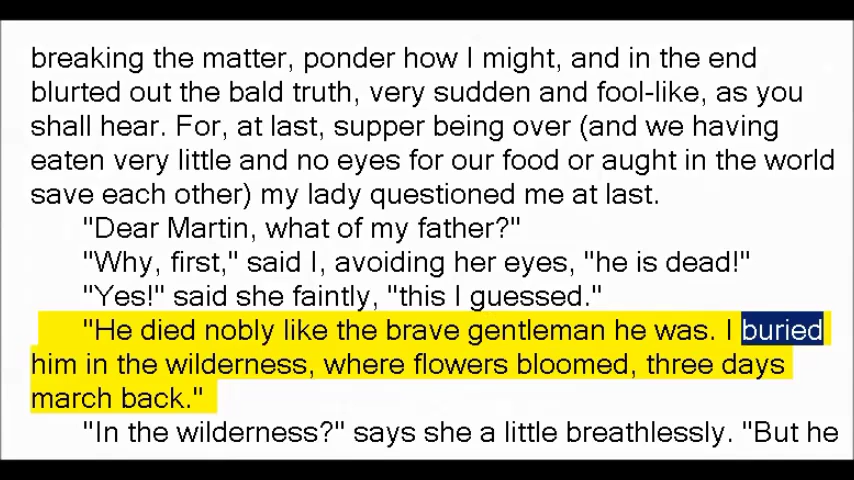 breaking the matter, ponder how I might, and in the end
blurted out the bald truth, very sudden and fool-like, as you
shall hear. For, at last, supper being over (and we having
eaten very little and no eyes for our food or aught in the world
save each other) my lady questioned me at last.
"Dear Martin, what of my father?"
"Why, first," said I, avoiding her eyes, "he is dead!"
"Yes!" said she faintly, "this I guessed."
"He died nobly like the brave gentleman he was. I buried
him in the wilderness, where flowers bloomed, three days
march back."
"In the wilderness?" says she a little breathlessly. "But he